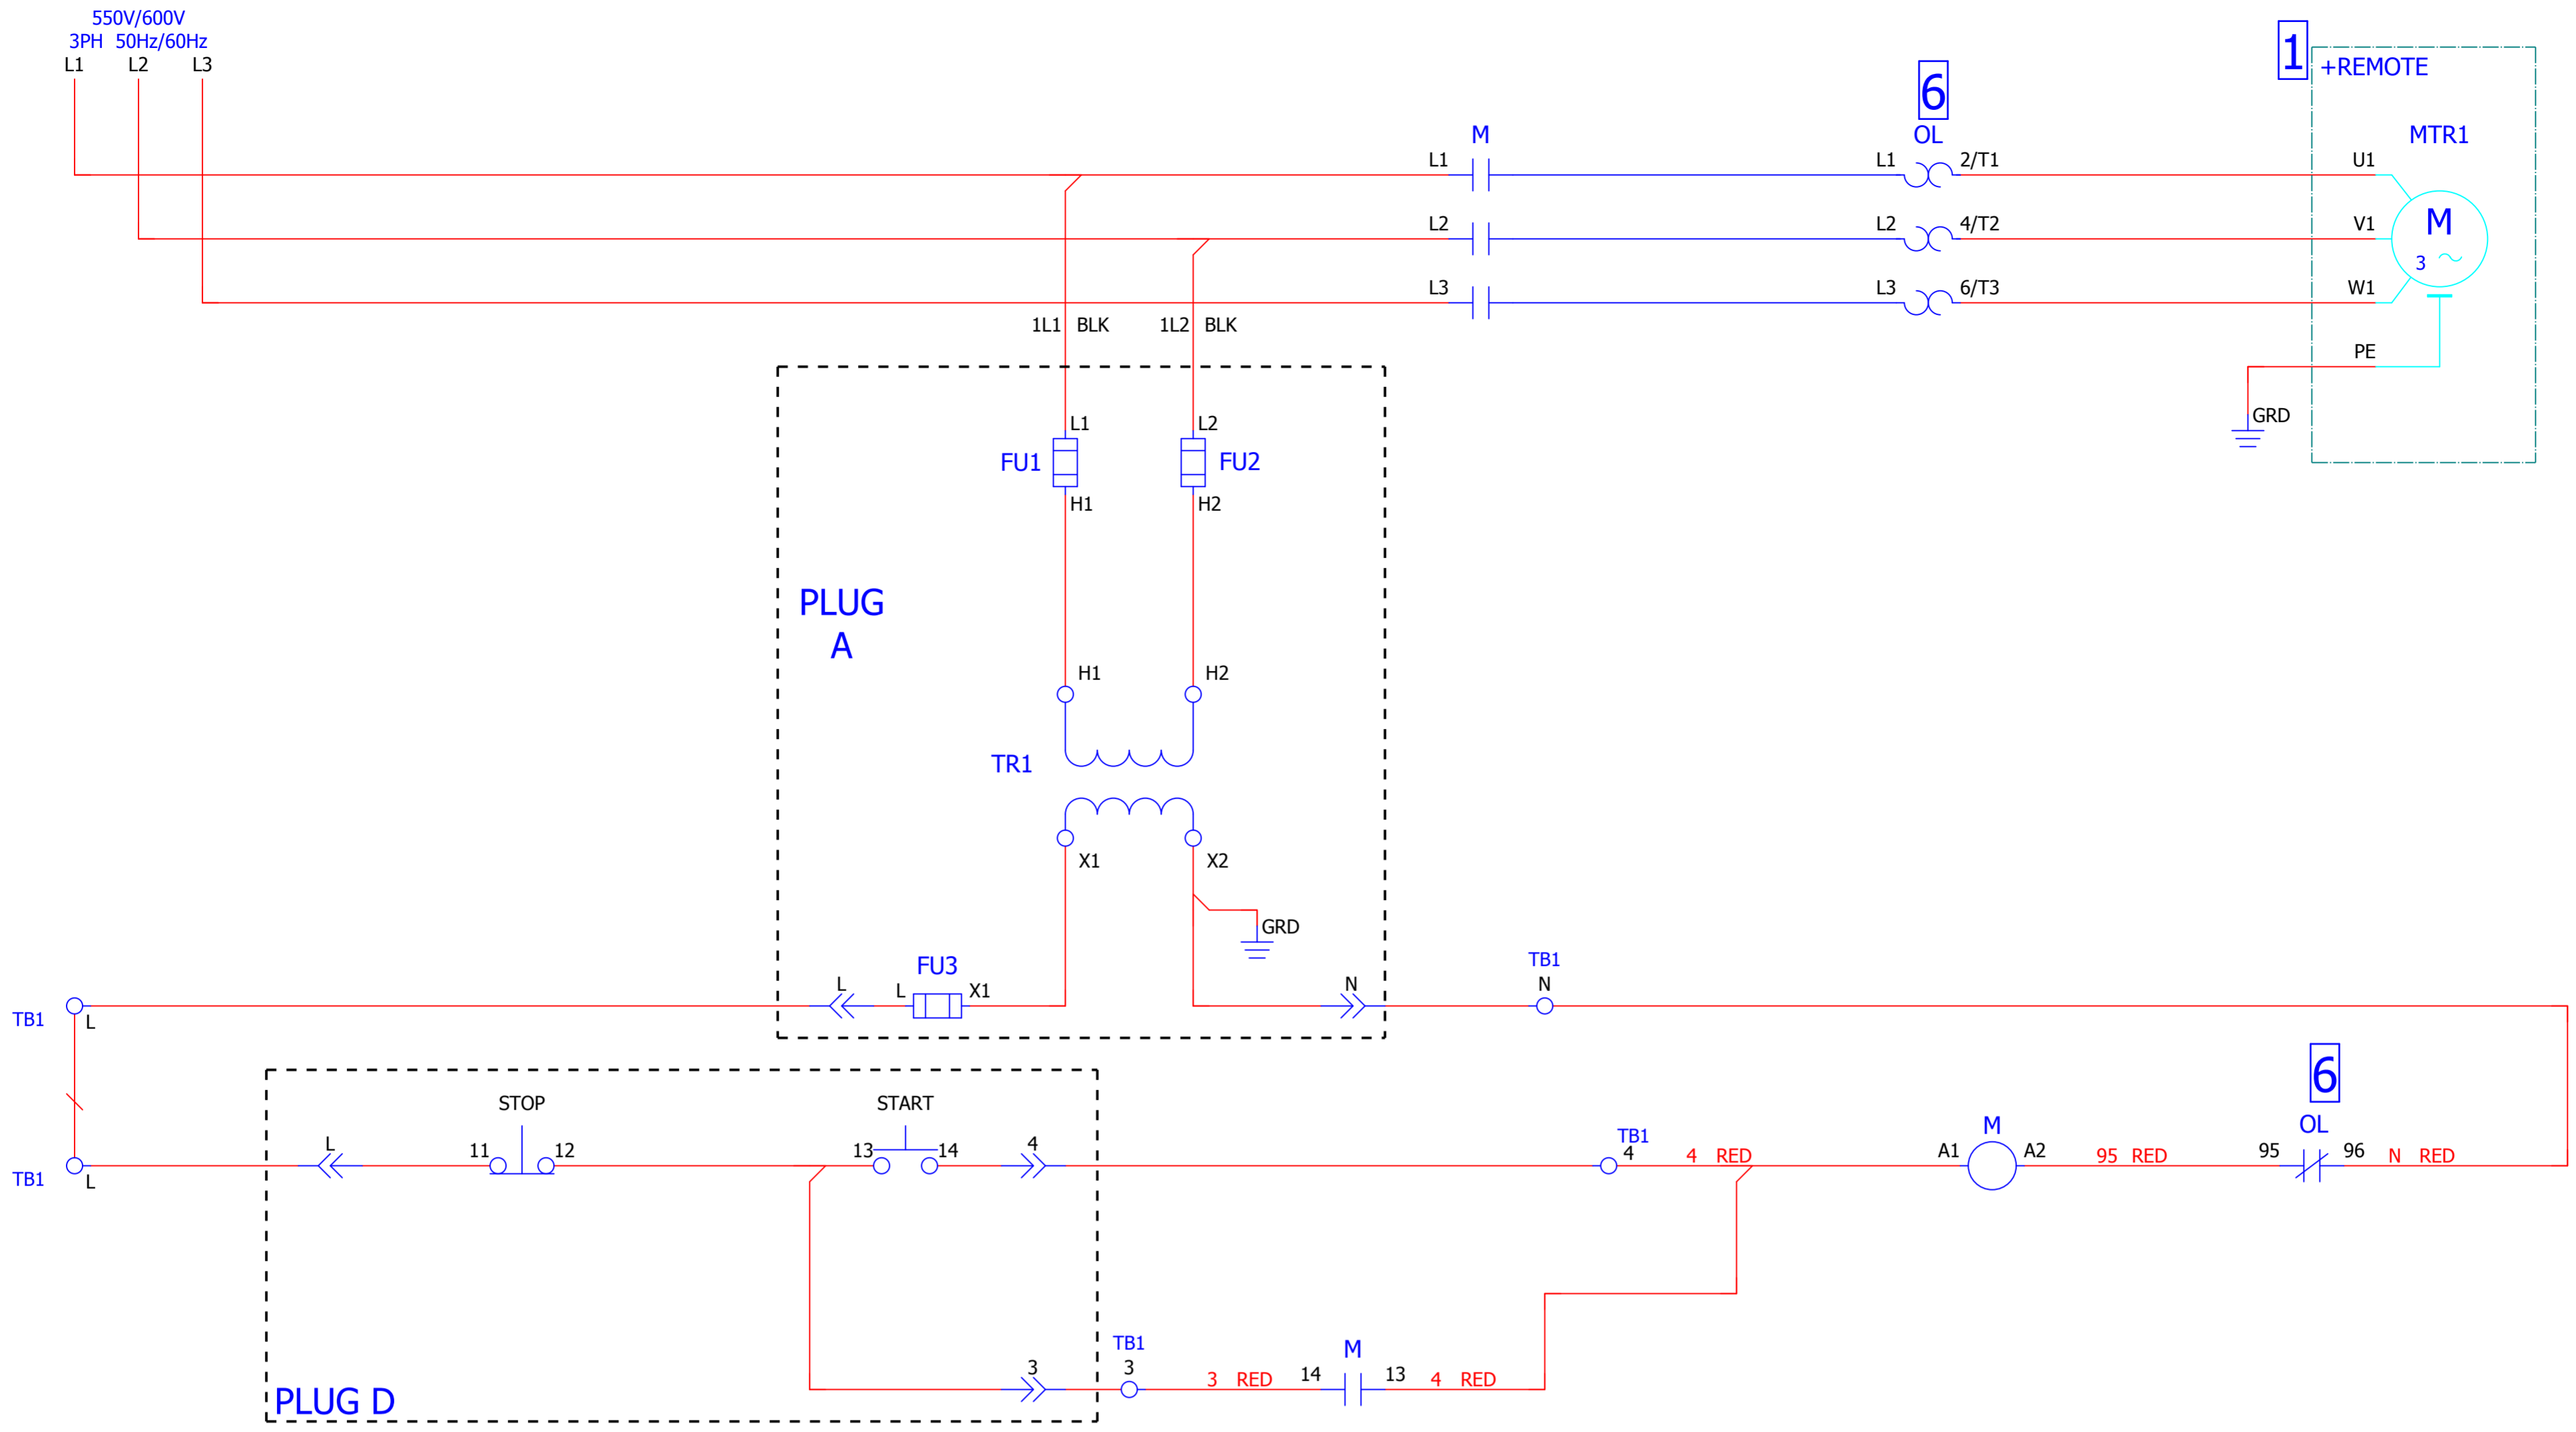 550V/600V
3PH 50Hz/60Hz
L1 L2 L3
1
+REMOTE
6
OL
M
MTR1
L1 L1 2/T1 U1
L2 L2 4/T2 V1
M
3
L3 L3 6/T3 W1
1L1 BLK 1L2 BLK
PE
GRD
L1 L2
FU1 FU2
H1 H2
PLUG
A
H1 H2
TR1
X1 X2
GRD
FU3
L L X1 N
TB1
N
TB1 L
6
STOP START
M OL
L 11 12 13 14 4
TB1
4 4 RED A1 A2 95 RED 95 96 N RED
TB1 L
TB1 M
3 3 3 RED 14 13 4 RED
PLUG D